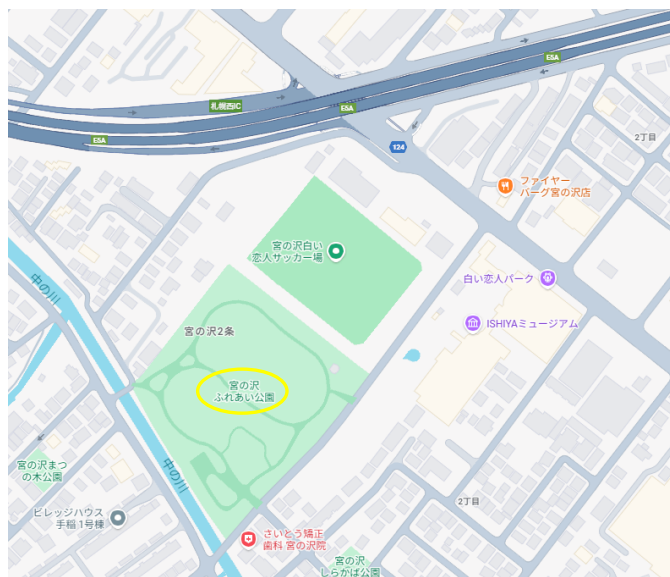 札幌西IC
E5A
E5A
E5A
124
2丁目
ファイヤー
バーグ宮の沢店
宮の沢白い
恋人サッカー場
白い恋人パーク
ISHIYAミュージアム
中の川
宮の沢2条
宮の沢
ふれあい公園
宮の沢まつ
の木公園
中の川
ビレッジハウス
手稲 1号棟
2丁目
さいとう矯正
歯科 宮の沢院
宮の沢
しらかば公園